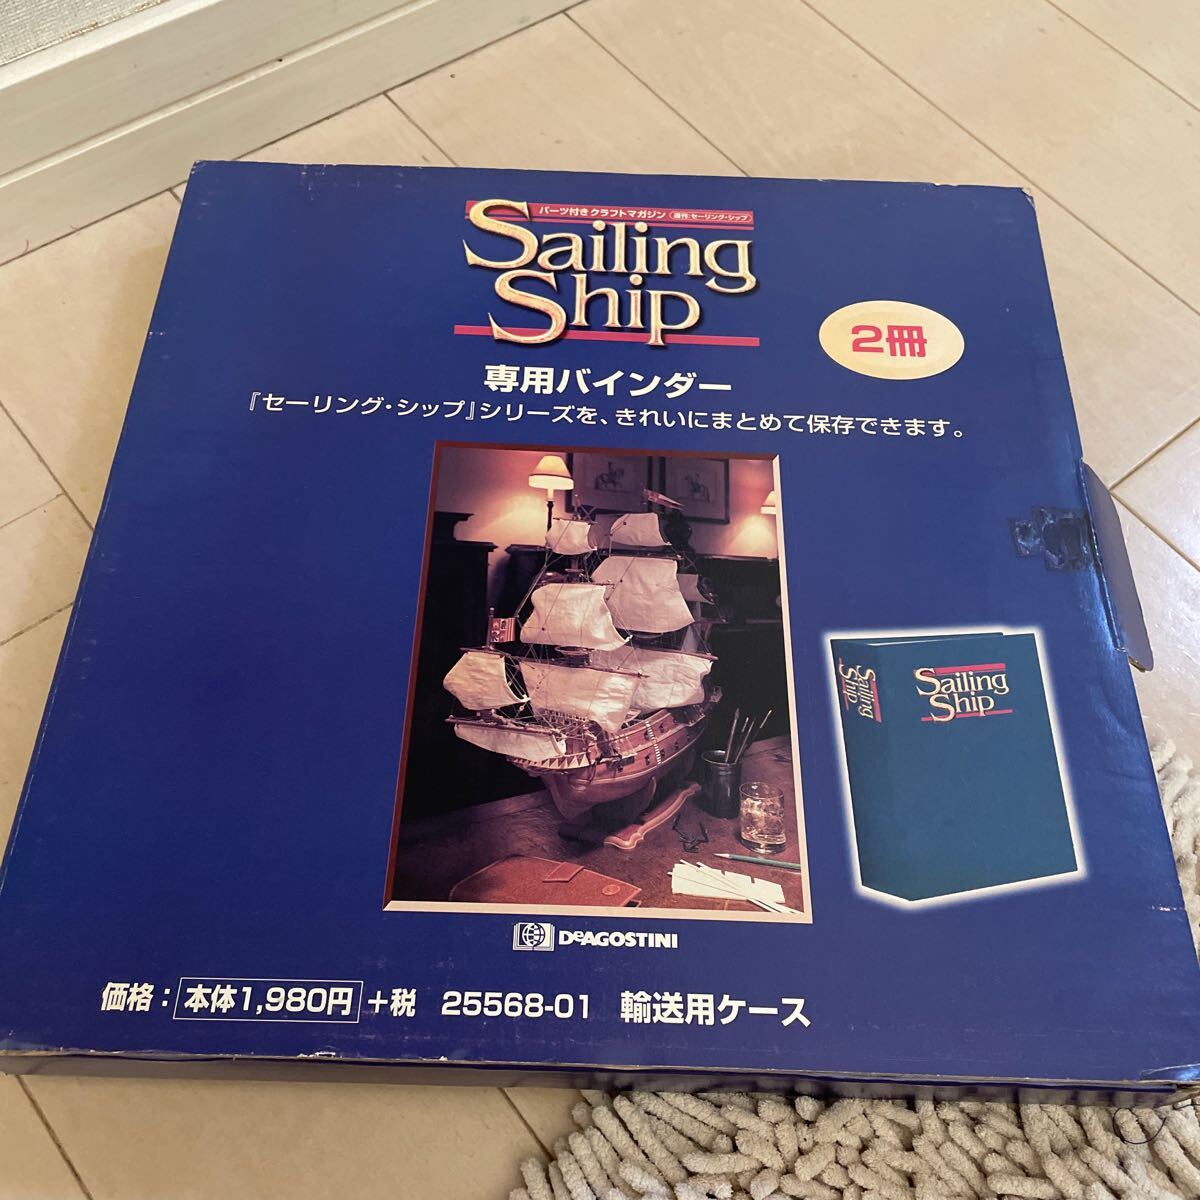 パーツ付きクラフトマガジン 週刊:セーリング・シップ
Sailing
Ship
2冊
専用バインダー
『セーリング・シップ』シリーズを、きれいにまとめて保存できます。
Sailing
Ship
Sailing
Ship
DeAGOSTINI
価格: 本体1,980円 +税 25568-01 輸送用ケース